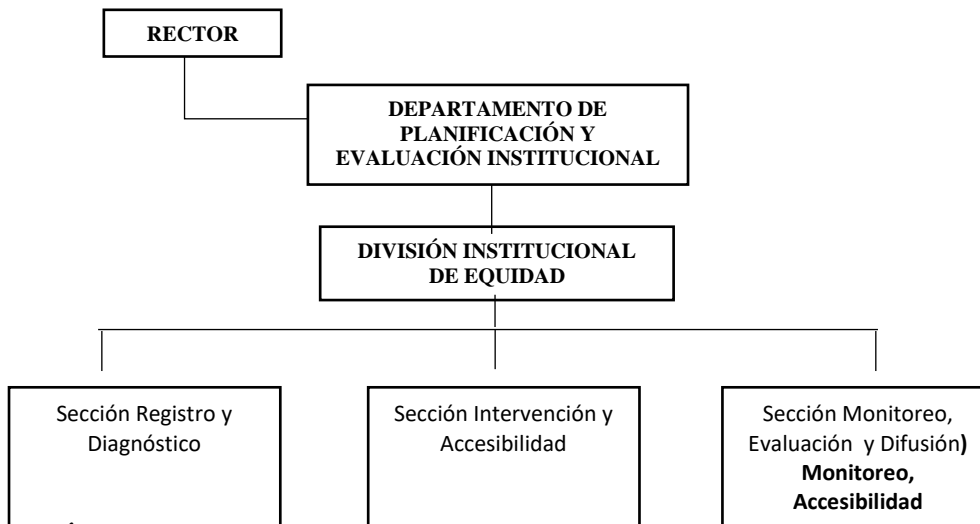 RECTOR
DEPARTAMENTO DE
PLANIFICACIÓN Y
EVALUACIÓN INSTITUCIONAL
DIVISIÓN INSTITUCIONAL
DE EQUIDAD
Sección Registro y
Diagnóstico
Sección Intervención y
Accesibilidad
Sección Monitoreo,
Evaluación y Difusión)
Monitoreo,
Accesibilidad